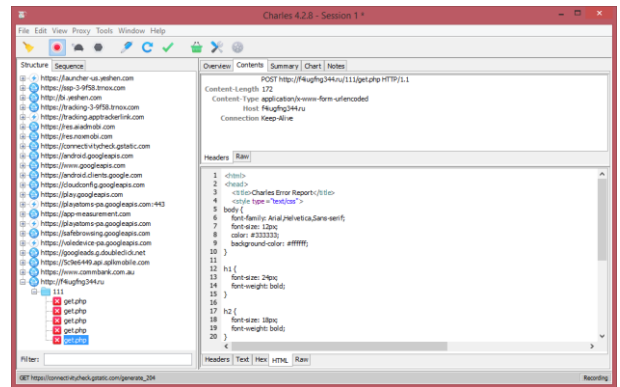 Charles 4.2.8 - Session 1 *
File Edit View Proxy Tools Window Help
Structure Sequence
https://launcher-us.yeshen.com
https://ssp-3-9f58.trnox.com
http://bi.yeshen.com
https://tracking-3-9f58.trnox.com
https://tracking.apptrackerlink.com
https://res.aiadmobi.com
https://res.noxmobi.com
https://connectivitycheck.gstatic.com
https://android.googleapis.com
https://www.googleapis.com
https://android.clients.google.com
https://cloudconfig.googleapis.com
https://play.googleapis.com
https://playatoms-pa.googleapis.com:443
https://app-measurement.com
https://playatoms-pa.googleapis.com
https://safebrowsing.googleapis.com
https://voledevice-pa.googleapis.com
https://googleads.g.doubleclick.net
https://5c9e6449.api.splkmobile.com
https://www.commbank.com.au
http://f4iugfng344.ru
111
get.php
get.php
get.php
get.php
get.php
Filter:
Overview Contents Summary Chart Notes
POST http://f4iugfng344.ru/111/get.php HTTP/1.1
Content-Length 172
Content-Type application/x-www-form-urlencoded
Host f4iugfng344.ru
Connection Keep-Alive
Headers Raw
1 <html>
2 <head>
3 <title>Charles Error Report</title>
4 <style type="text/css">
5 body {
6 font-family: Arial,Helvetica,Sans-serif;
7 font-size: 12px;
8 color: #333333;
9 background-color: #ffffff;
10 }
11
12 h1 {
13 font-size: 24px;
14 font-weight: bold;
15 }
16
17 h2 {
18 font-size: 18px;
19 font-weight: bold;
20 }
Headers Text Hex HTML Raw
GET https://connectivitycheck.gstatic.com/generate_204
Recording